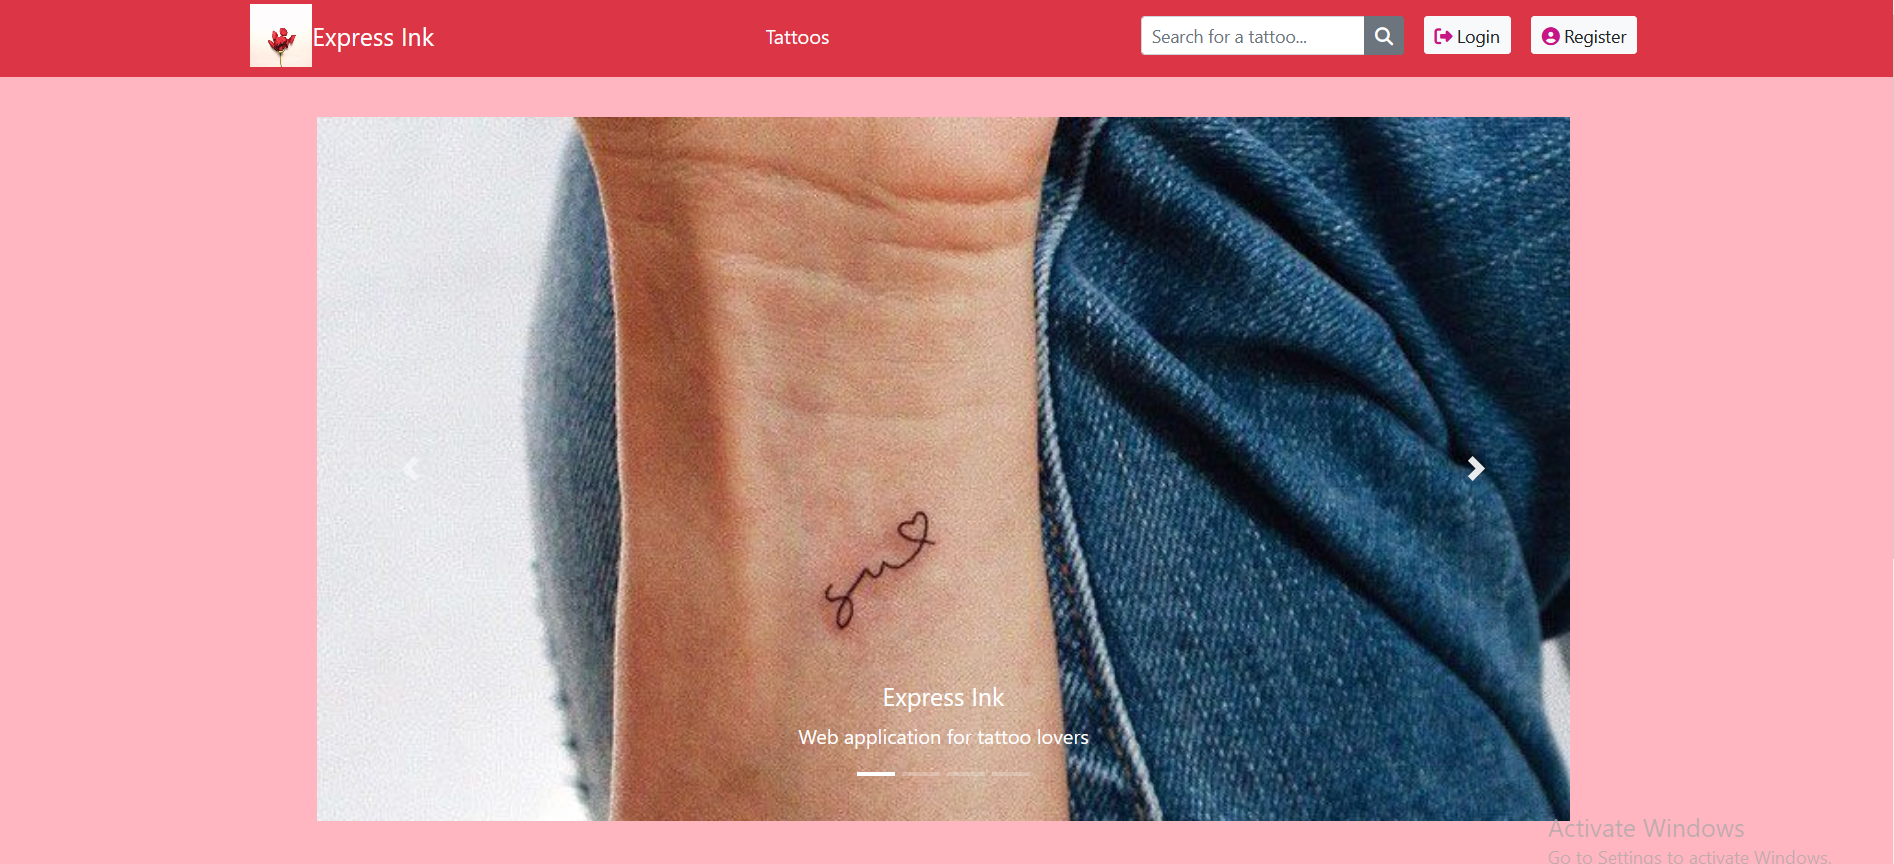 Express Ink
Tattoos
Search for a tattoo...
Login
Register
Express Ink
Web application for tattoo lovers
Activate Windows
Go to Settings to activate Windows.